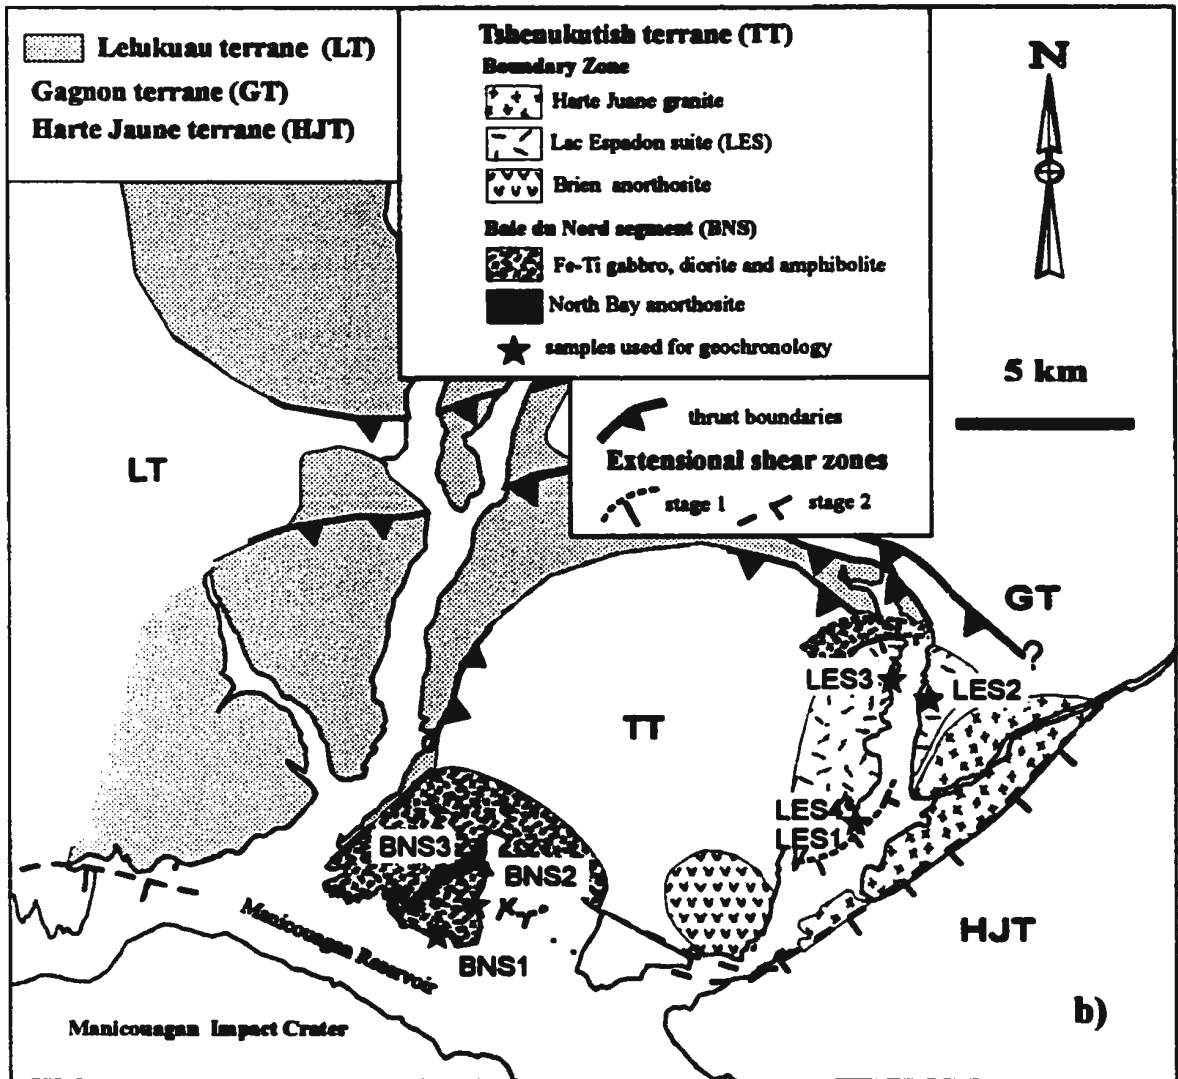 Lelukuau terrane (LT)
Gagnon terrane (GT)
Harte Jaune terrane (HJT)
Tshenukutish terrane (TT)
Boundary Zone
Harte Juane granite
Lac Espadon suite (LES)
Brien anorthosite
Baie du Nord segment (BNS)
Fe-Ti gabbro, diorite and amphibolite
North Bay anorthosite
samples used for geochronology
N
5 km
thrust boundaries
Extensional shear zones
stage 1
stage 2
LT
GT
?
LES3
LES2
TT
LES4
LES1
BNS3
BNS2
HJT
BNS1
Manicouagan Reservoir
b)
Manicouagan Impact Crater